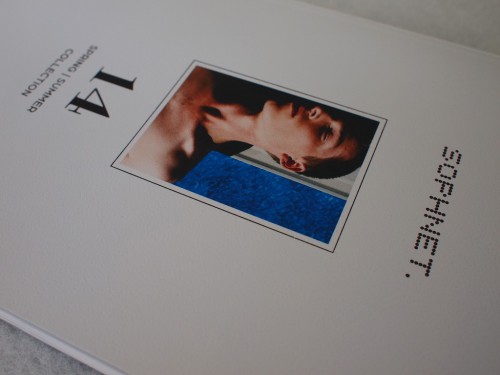 SOPHNET.
14
SPRING | SUMMER
COLLECTION